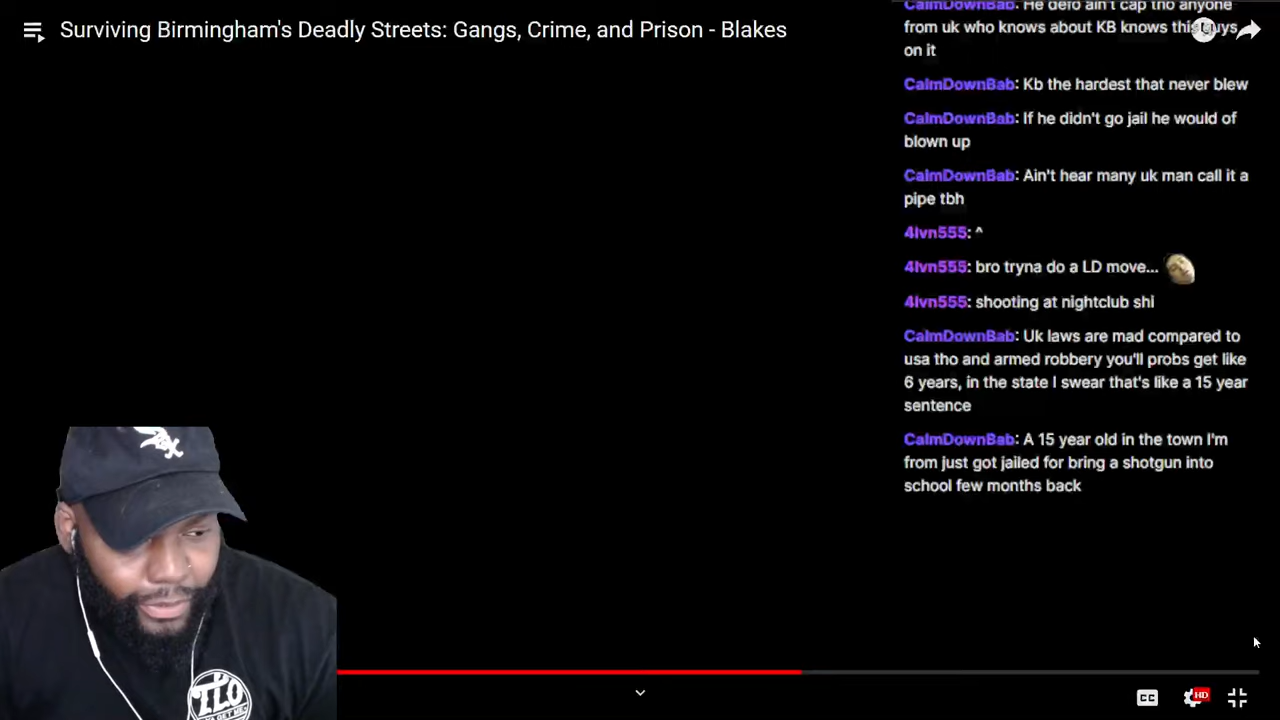 Surviving Birmingham's Deadly Streets: Gangs, Crime, and Prison - Blakes
CalmDownBab: He defo ain't cap tho anyone
from uk who knows about KB knows this guys
on it
CalmDownBab: Kb the hardest that never blew
CalmDownBab: If he didn't go jail he would of
blown up
CalmDownBab: Ain't hear many uk man call it a
pipe tbh
4lvn555: ^
4lvn555: bro tryna do a LD move...
4lvn555: shooting at nightclub shi
CalmDownBab: Uk laws are mad compared to
usa tho and armed robbery you'll probs get like
6 years, in the state I swear that's like a 15 year
sentence
CalmDownBab: A 15 year old in the town I'm
from just got jailed for bring a shotgun into
school few months back
TLO
CC
HD